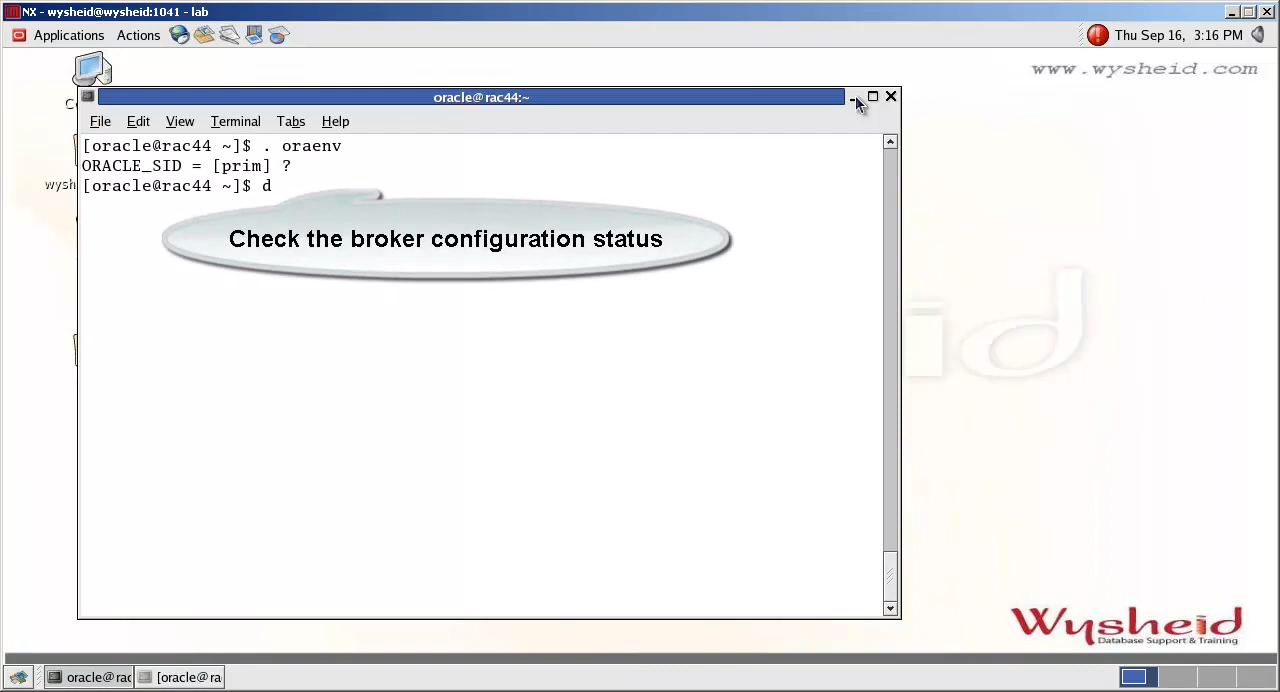 NX - wysheid@wysheid:1041 - lab
Applications Actions
Thu Sep 16, 3:16 PM
www.wysheid.com
oracle@rac44:~
File Edit View Terminal Tabs Help
[oracle@rac44 ~]$ . oraenv
ORACLE_SID = [prim] ?
wysh
[oracle@rac44 ~]$ d
Check the broker configuration status
id
Wysheid
Database Support & Training
oracle@rac
[oracle@ra